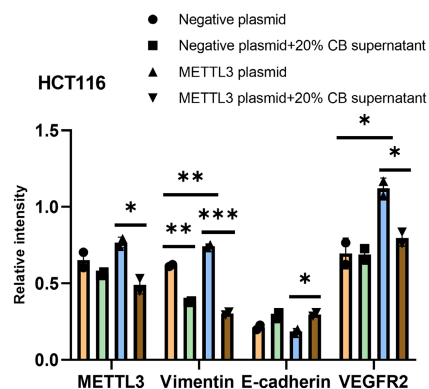 Negative plasmid
Negative plasmid+20% CB supernatant
METTL3 plasmid
METTL3 plasmid+20% CB supernatant
HCT116
Relative intensity
1.5
1.0
0.5
0.0
*
**
**
***
*
*
*
METTL3 Vimentin E-cadherin VEGFR2